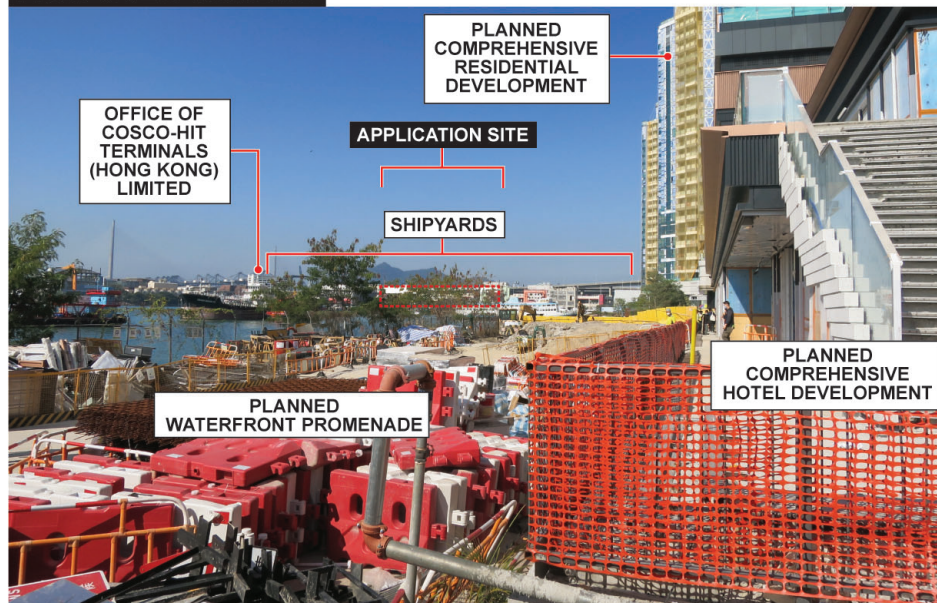 PLANNED
COMPREHENSIVE
RESIDENTIAL
DEVELOPMENT
OFFICE OF
COSCO-HIT
TERMINALS
(HONG KONG)
LIMITED
APPLICATION SITE
SHIPYARDS
PLANNED
COMPREHENSIVE
HOTEL DEVELOPMENT
PLANNED
WATERFRONT PROMENADE